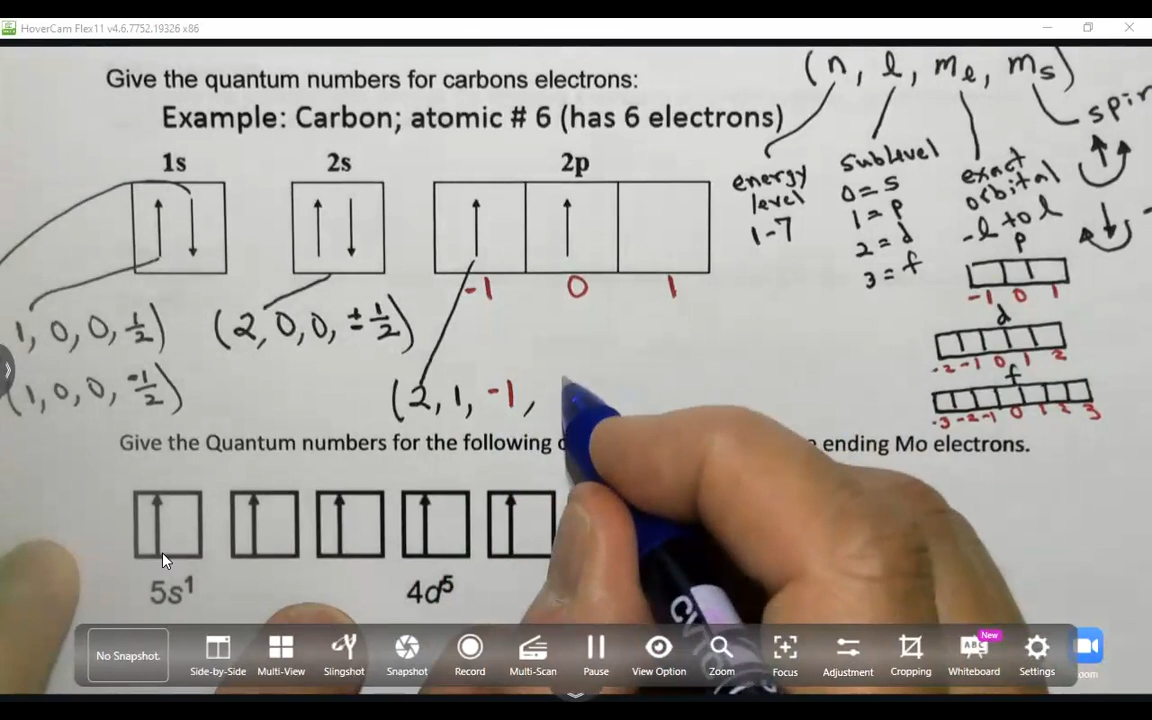 HoverCam Flex11 v4.6.7752.19326 x86
Give the quantum numbers for carbons electrons:
(n, l, mℓ, ms)
Example: Carbon; atomic # 6 (has 6 electrons)
1s 2s 2p
energy level 1-7
sublevel
0 = s
1 = p
2 = d
3 = f
exact orbital
-l to l
p
-1 0 1
d
-2 -1 0 1 2
f
-3 -2 -1 0 1 2 3
-1 0 1
1, 0, 0, 1/2)
(1, 0, 0, -1/2)
(2, 0, 0, ± 1/2)
(2, 1, -1,
Give the Quantum numbers for the following
ending Mo electrons.
5s¹ 4d⁵
No Snapshot.
Side-by-Side Multi-View Slingshot Snapshot Record Multi-Scan Pause View Option Zoom Focus Adjustment Cropping Whiteboard Settings
New
ABC